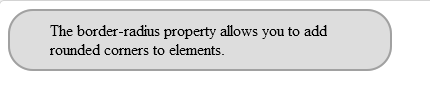 The border-radius property allows you to add
rounded corners to elements.